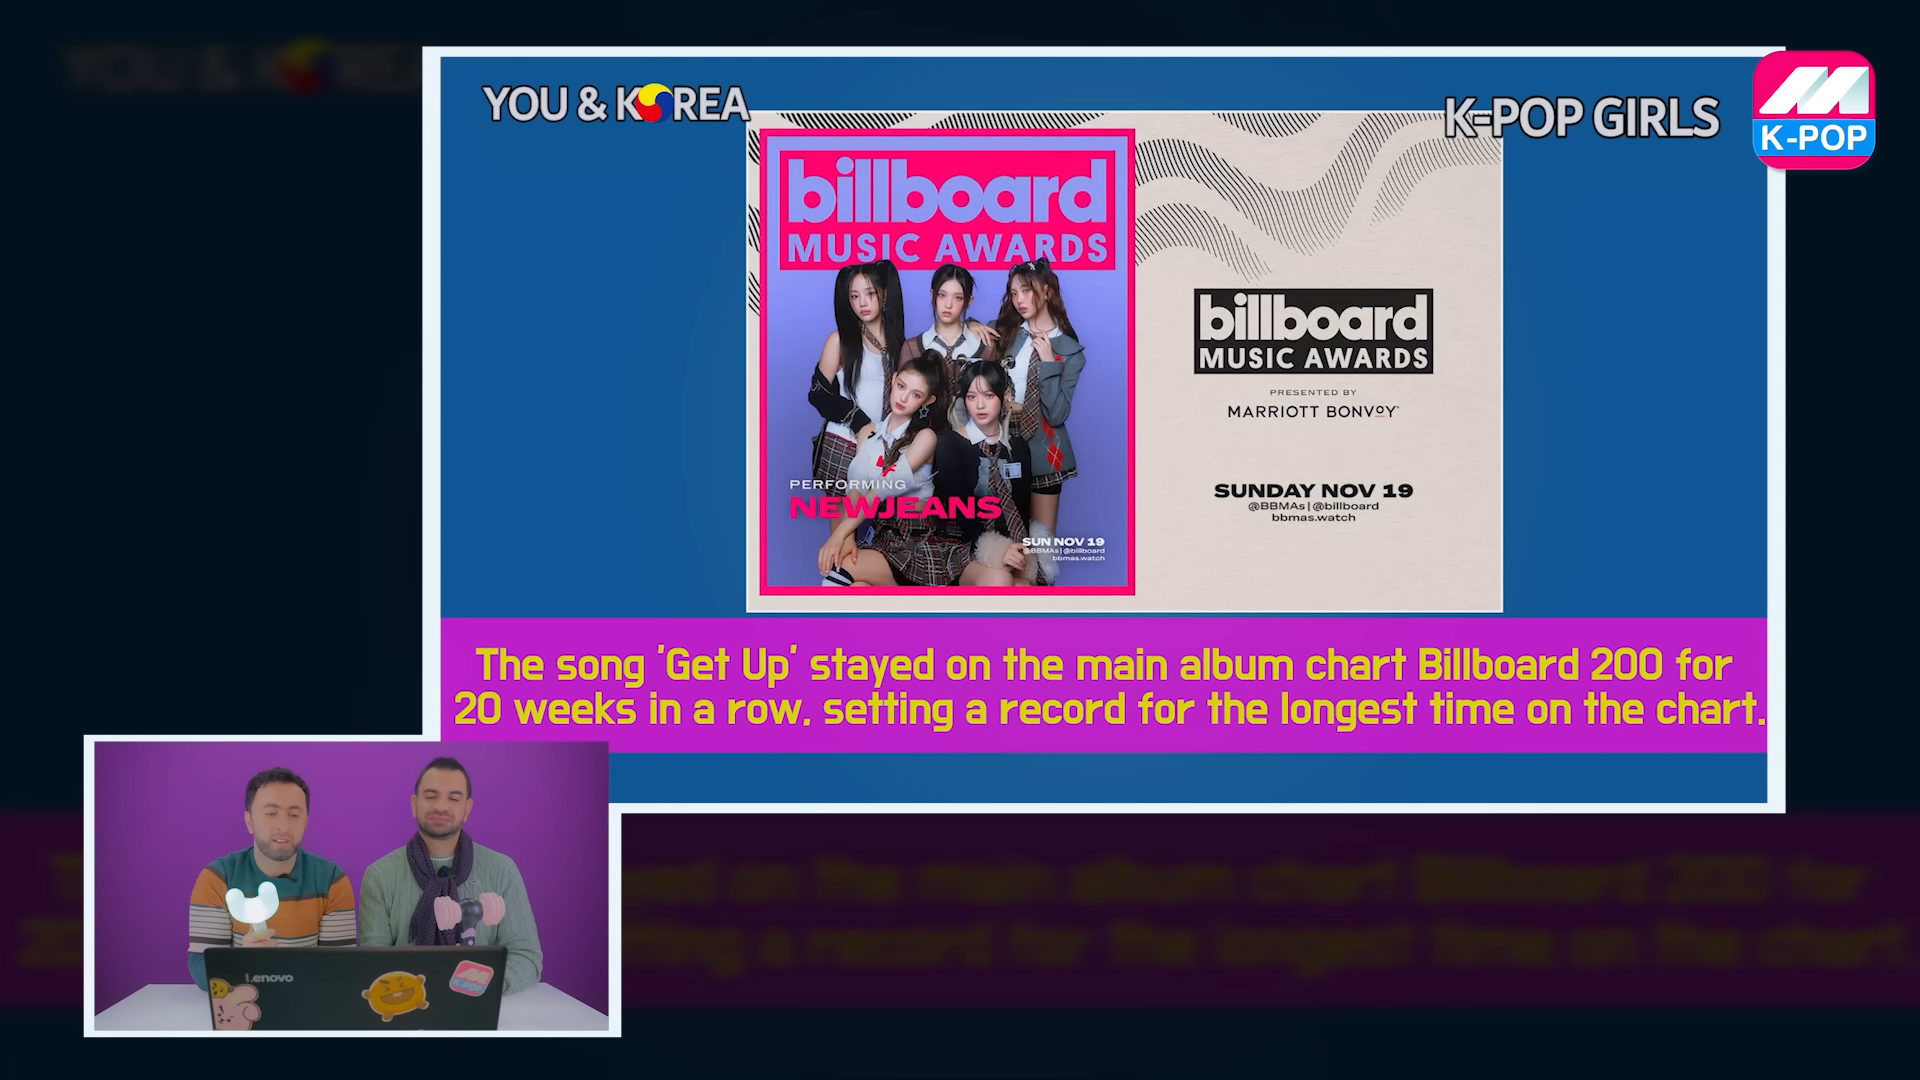 YOU & KOREA
K-POP GIRLS
K-POP
billboard
MUSIC AWARDS
PERFORMING
NEWJEANS
SUN NOV 19
@BBMAs | @billboard
bbmas.watch
billboard
MUSIC AWARDS
PRESENTED BY
MARRIOTT BONVOY
SUNDAY NOV 19
@BBMAs | @billboard
bbmas.watch
The song 'Get Up' stayed on the main album chart Billboard 200 for
20 weeks in a row, setting a record for the longest time on the chart.
Lenovo
K-POP